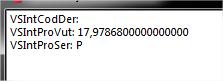 VSIntCodDer:
VSIntProVut: 17,9786800000000000
VSIntProSer: P